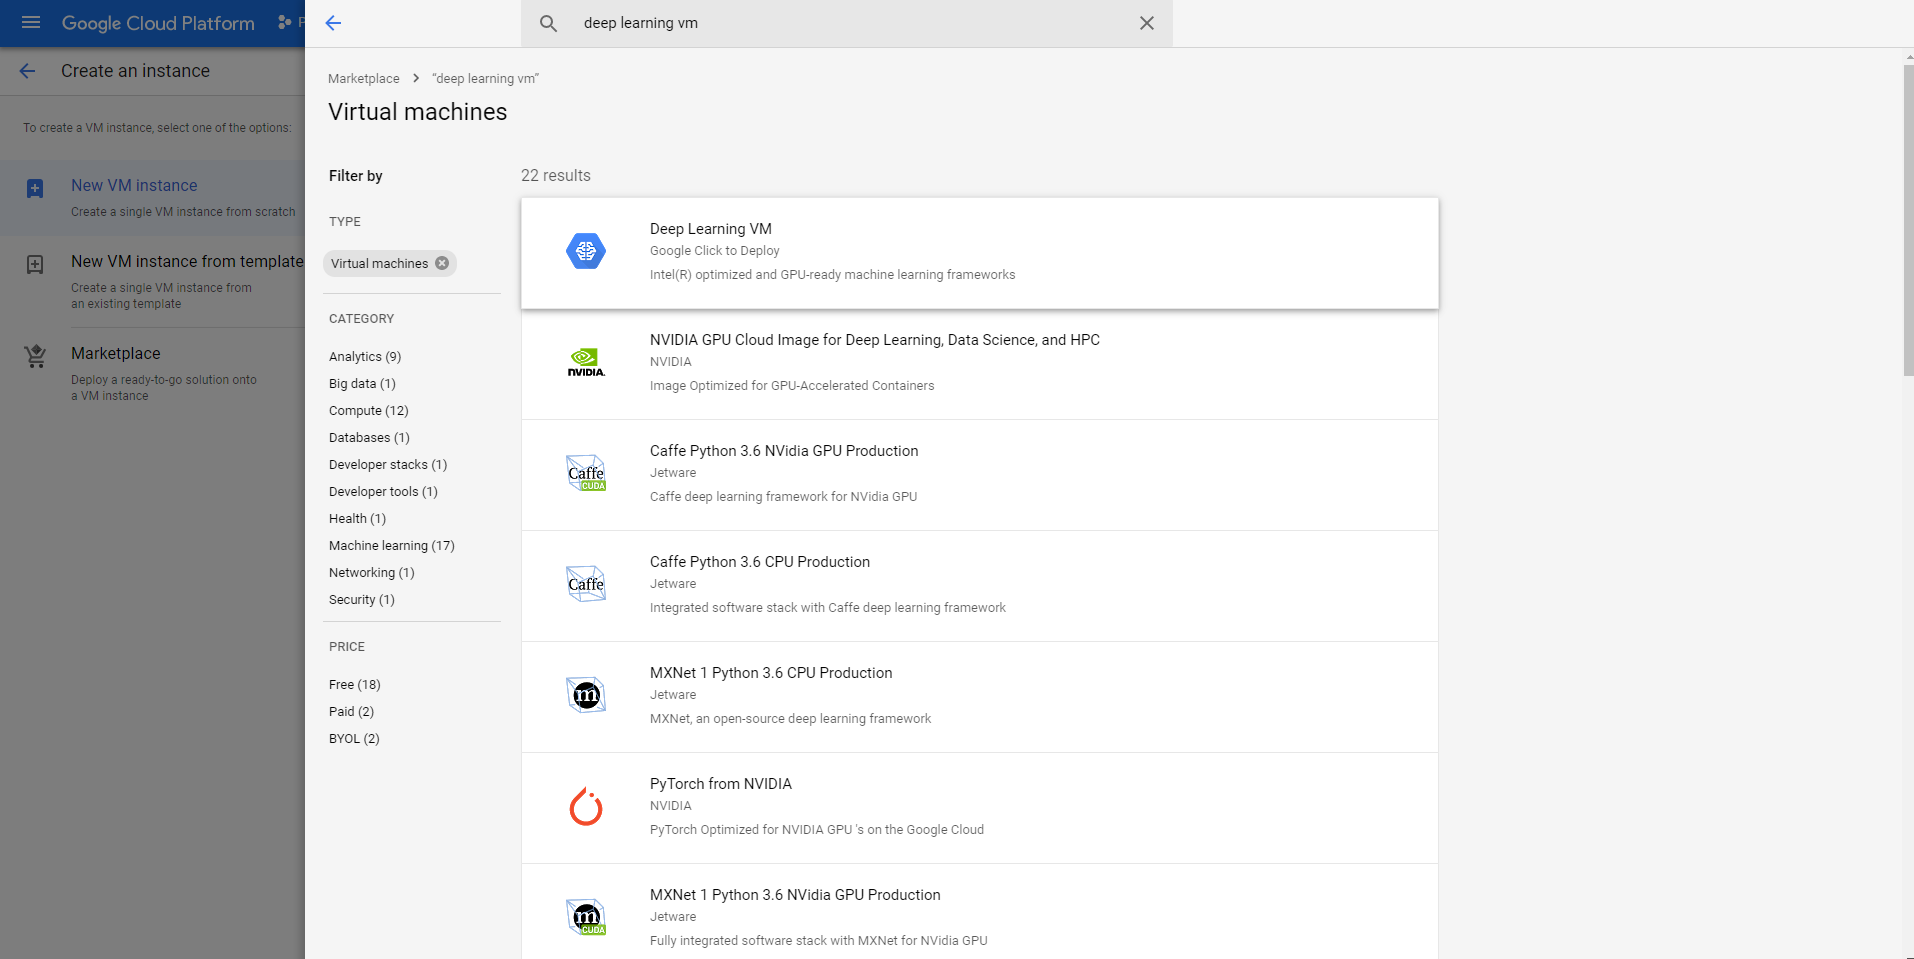 Google Cloud Platform
P
deep learning vm
Create an instance
To create a VM instance, select one of the options:
New VM instance
Create a single VM instance from scratch
New VM instance from template
Create a single VM instance from
an existing template
Marketplace
Deploy a ready-to-go solution onto
a VM instance
Marketplace
"deep learning vm"
Virtual machines
Filter by
TYPE
Virtual machines
CATEGORY
Analytics (9)
Big data (1)
Compute (12)
Databases (1)
Developer stacks (1)
Developer tools (1)
Health (1)
Machine learning (17)
Networking (1)
Security (1)
PRICE
Free (18)
Paid (2)
BYOL (2)
22 results
Deep Learning VM
Google Click to Deploy
Intel(R) optimized and GPU-ready machine learning frameworks
NVIDIA.
NVIDIA GPU Cloud Image for Deep Learning, Data Science, and HPC
NVIDIA
Image Optimized for GPU-Accelerated Containers
Caffe
CUDA
Caffe Python 3.6 NVidia GPU Production
Jetware
Caffe deep learning framework for NVidia GPU
Caffe
Caffe Python 3.6 CPU Production
Jetware
Integrated software stack with Caffe deep learning framework
m
MXNet 1 Python 3.6 CPU Production
Jetware
MXNet, an open-source deep learning framework
PyTorch from NVIDIA
NVIDIA
PyTorch Optimized for NVIDIA GPU 's on the Google Cloud
m
CUDA
MXNet 1 Python 3.6 NVidia GPU Production
Jetware
Fully integrated software stack with MXNet for NVidia GPU